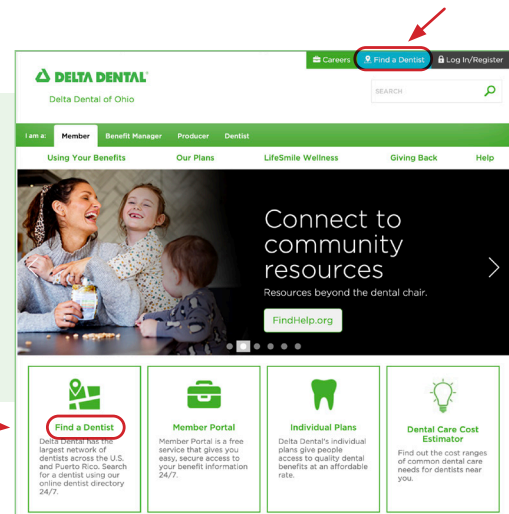 Careers Find a Dentist Log In/Register
DELTA DENTAL®
SEARCH
Delta Dental of Ohio
I am a: Member Benefit Manager Producer Dentist
Using Your Benefits Our Plans LifeSmile Wellness Giving Back Help
Connect to
community
resources
Resources beyond the dental chair.
FindHelp.org
Find a Dentist
Delta Dental has the
largest network of
dentists across the U.S.
and Puerto Rico. Search
for a dentist using our
online dentist directory
24/7.
Member Portal
Member Portal is a free
service that gives you
easy, secure access to
your benefit information
24/7.
Individual Plans
Delta Dental's individual
plans give people
access to quality dental
benefits at an affordable
rate.
Dental Care Cost
Estimator
Find out the cost ranges
of common dental care
needs for dentists near
you.